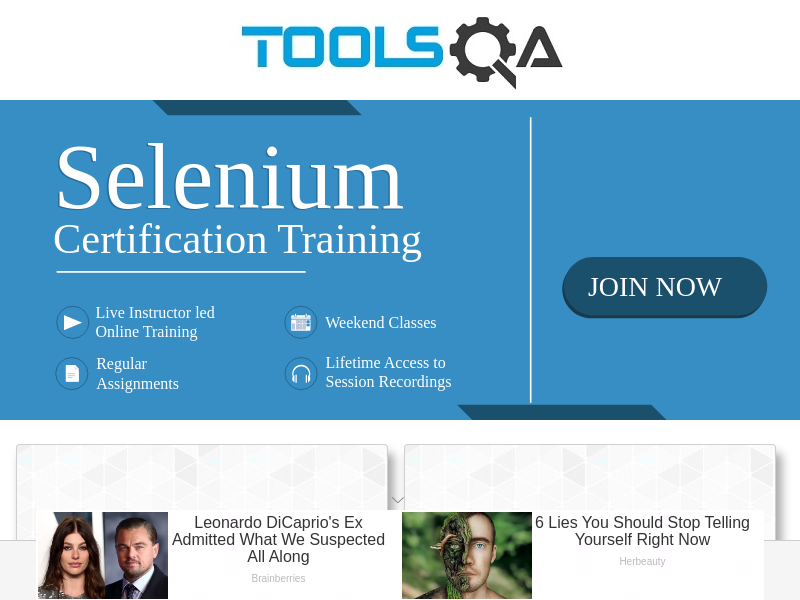 TOOLSQA
Selenium
Certification Training
JOIN NOW
Live Instructor led
Online Training
Weekend Classes
Regular
Assignments
Lifetime Access to
Session Recordings
Leonardo DiCaprio's Ex
Admitted What We Suspected
All Along
Brainberries
6 Lies You Should Stop Telling
Yourself Right Now
Herbeauty